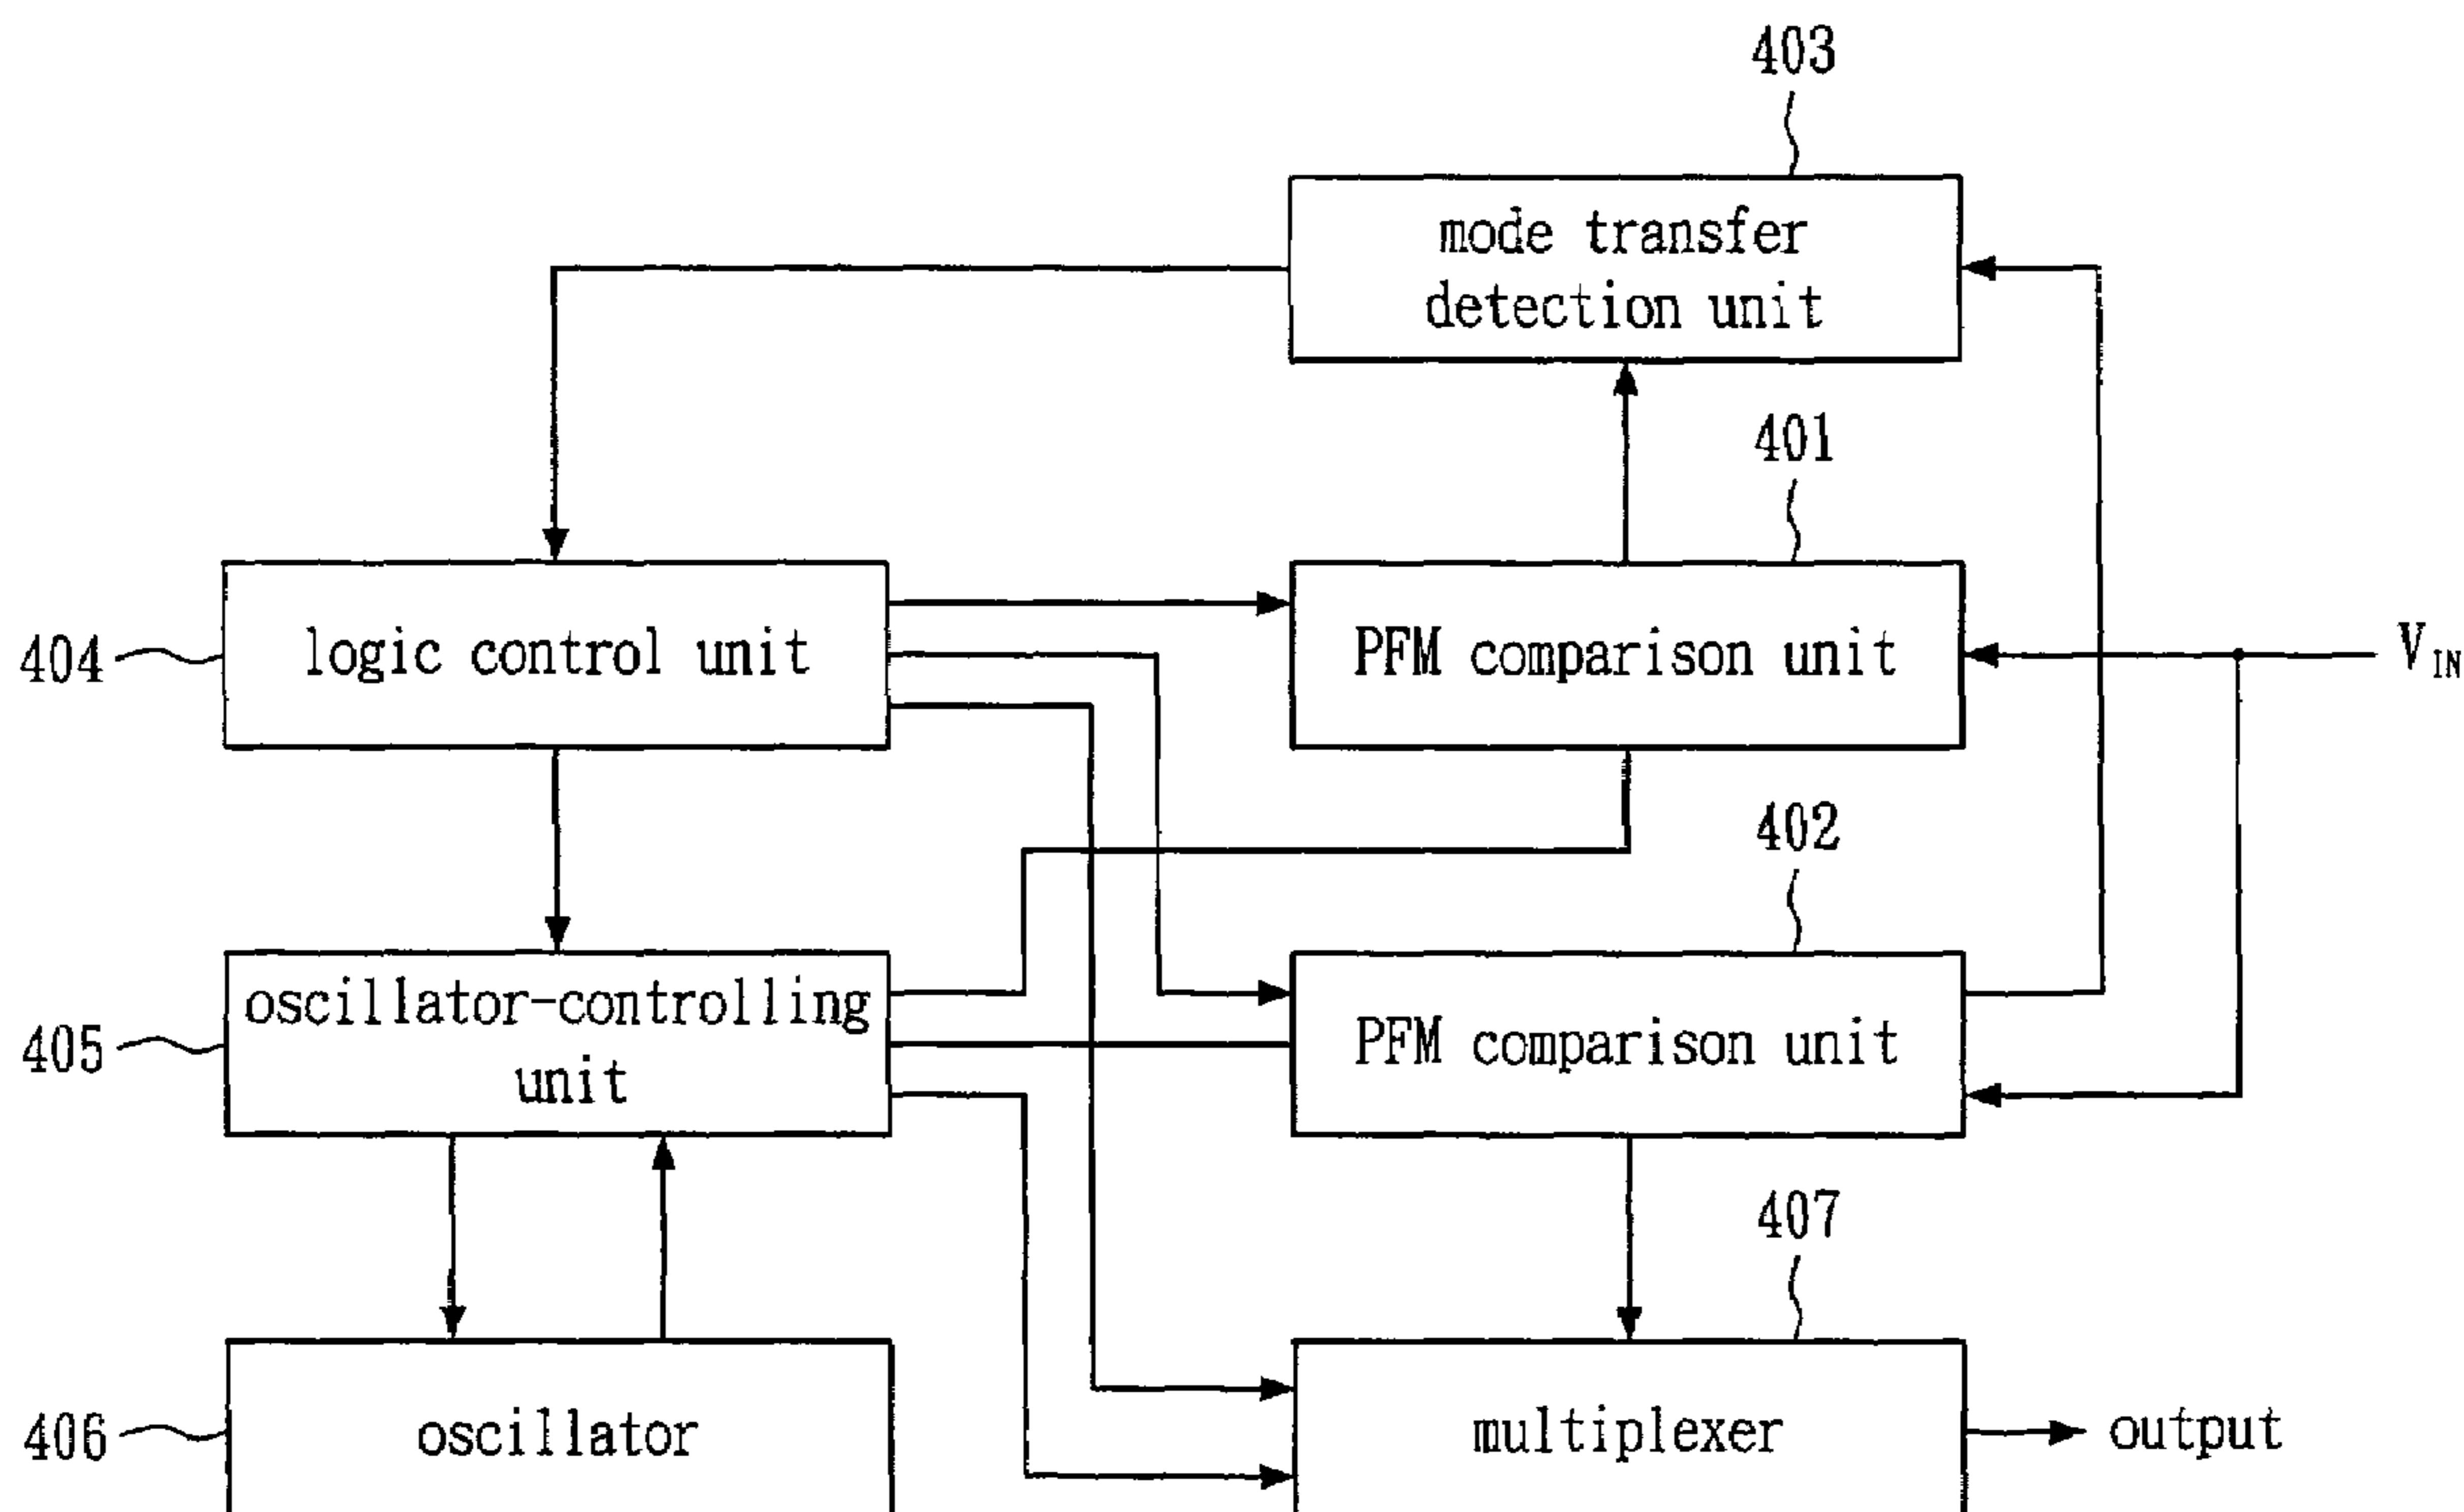 403
mode transfer
detection unit
401
404
logic control unit
PFM comparison unit
V_IN
402
405
oscillator-controlling
unit
PFM comparison unit
407
406
oscillator
multiplexer
output